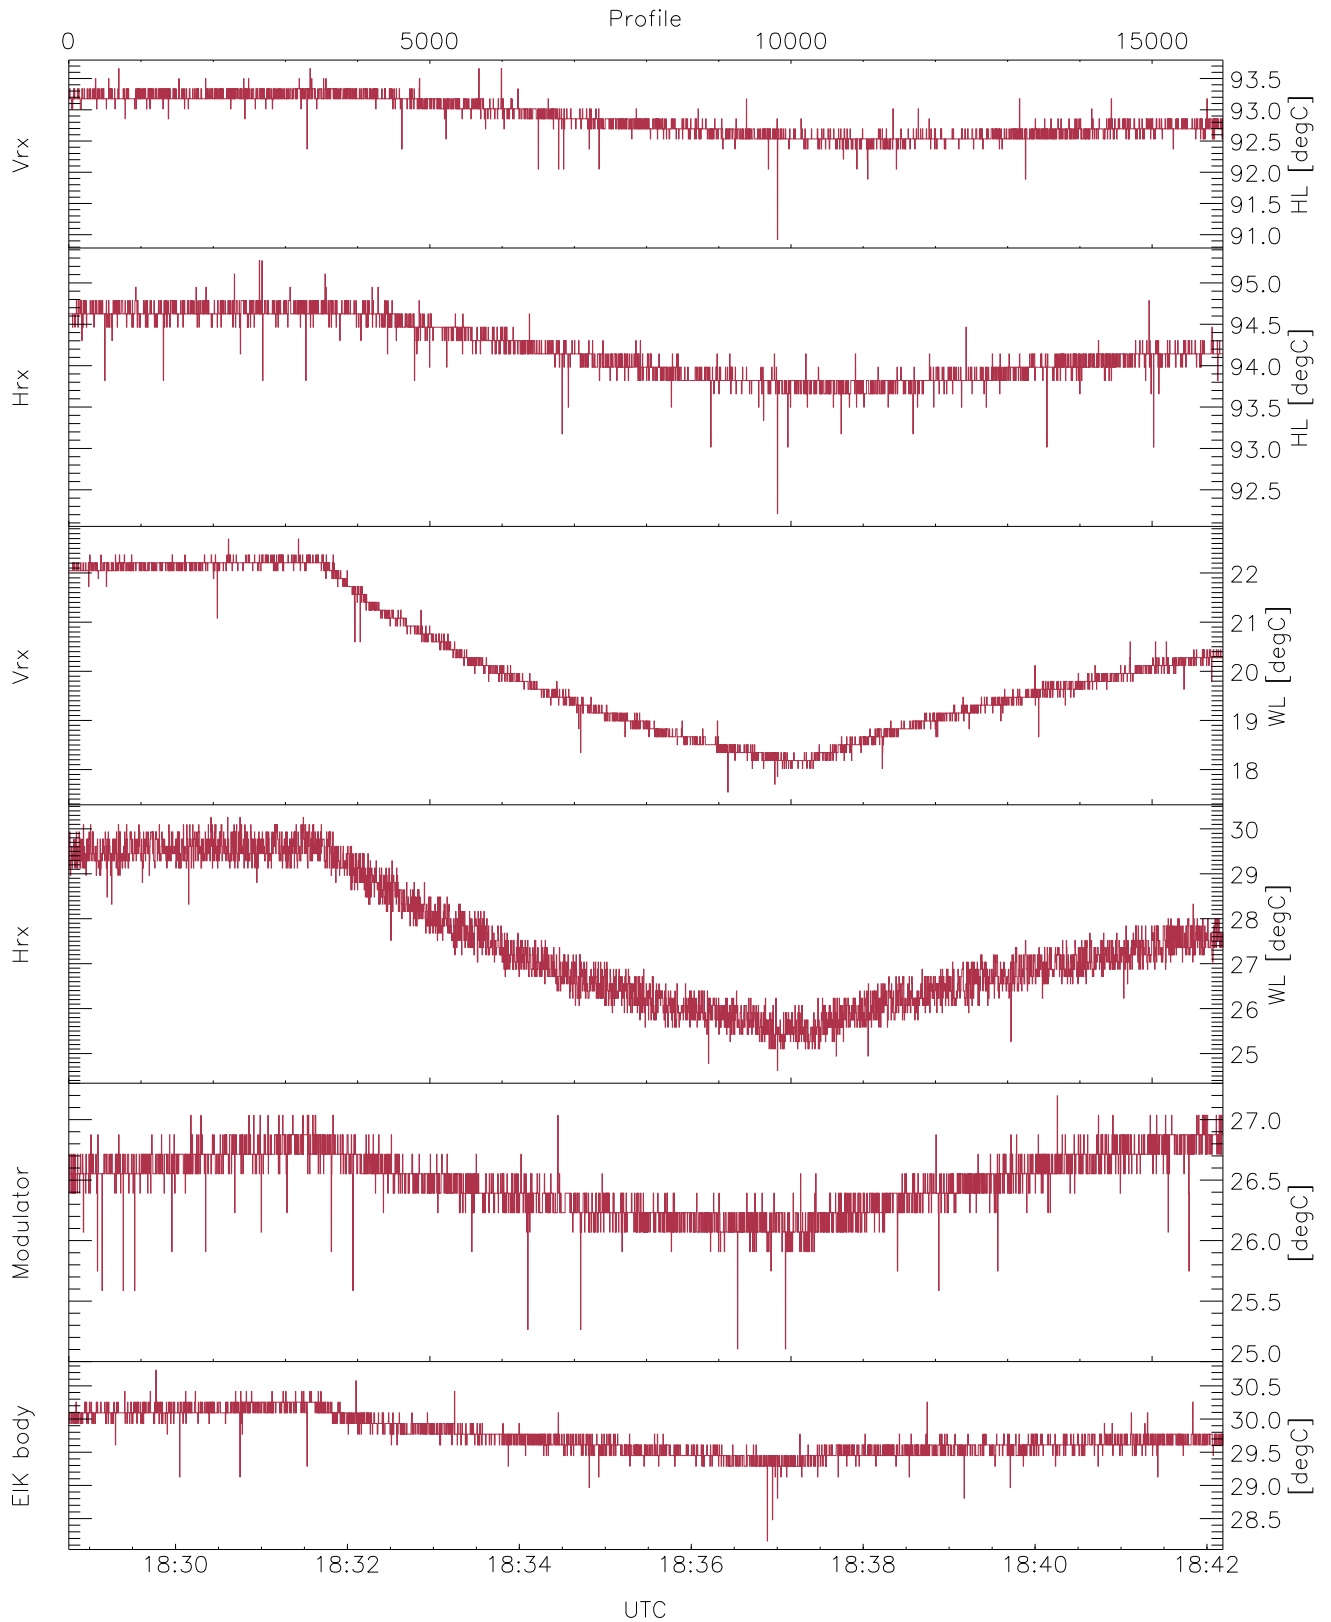 Profile
0 5000 10000 15000
Vrx
93.5
93.0
92.5
92.0
91.5
91.0
HL [degC]
Hrx
95.0
94.5
94.0
93.5
93.0
92.5
HL [degC]
Vrx
22
21
20
19
18
WL [degC]
Hrx
30
29
28
27
26
25
WL [degC]
Modulator
27.0
26.5
26.0
25.5
25.0
[degC]
EIK body
30.5
30.0
29.5
29.0
28.5
[degC]
18:30 18:32 18:34 18:36 18:38 18:40 18:42
UTC